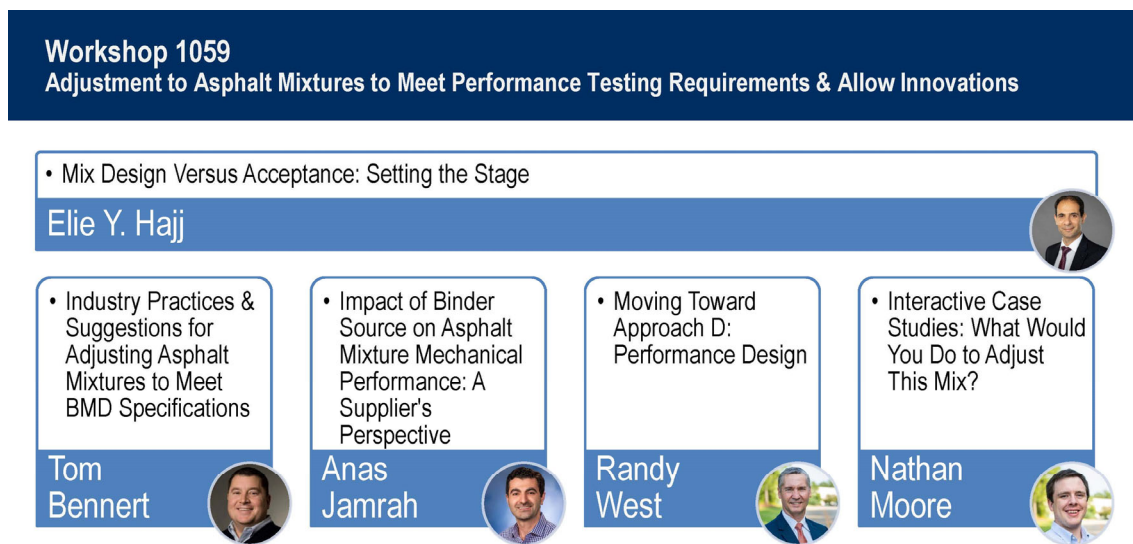 Workshop 1059
Adjustment to Asphalt Mixtures to Meet Performance Testing Requirements & Allow Innovations
• Mix Design Versus Acceptance: Setting the Stage
Elie Y. Hajj
• Industry Practices &
Suggestions for
Adjusting Asphalt
Mixtures to Meet
BMD Specifications
Tom
Bennert
• Impact of Binder
Source on Asphalt
Mixture Mechanical
Performance: A
Supplier's
Perspective
Anas
Jamrah
• Moving Toward
Approach D:
Performance Design
Randy
West
• Interactive Case
Studies: What Would
You Do to Adjust
This Mix?
Nathan
Moore